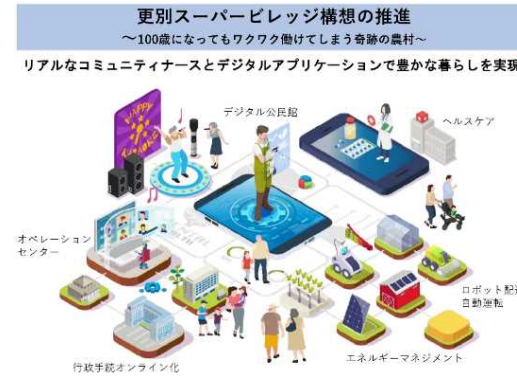 更別スーパービレッジ構想の推進
～100歳になってもワクワク働けてしまう奇跡の農村～
リアルなコミュニティナースとデジタルアプリケーションで豊かな暮らしを実現
デジタル公民館
ヘルスケア
オペレーション
センター
ロボット配送
自動運転
エネルギーマネジメント
行政手続オンライン化